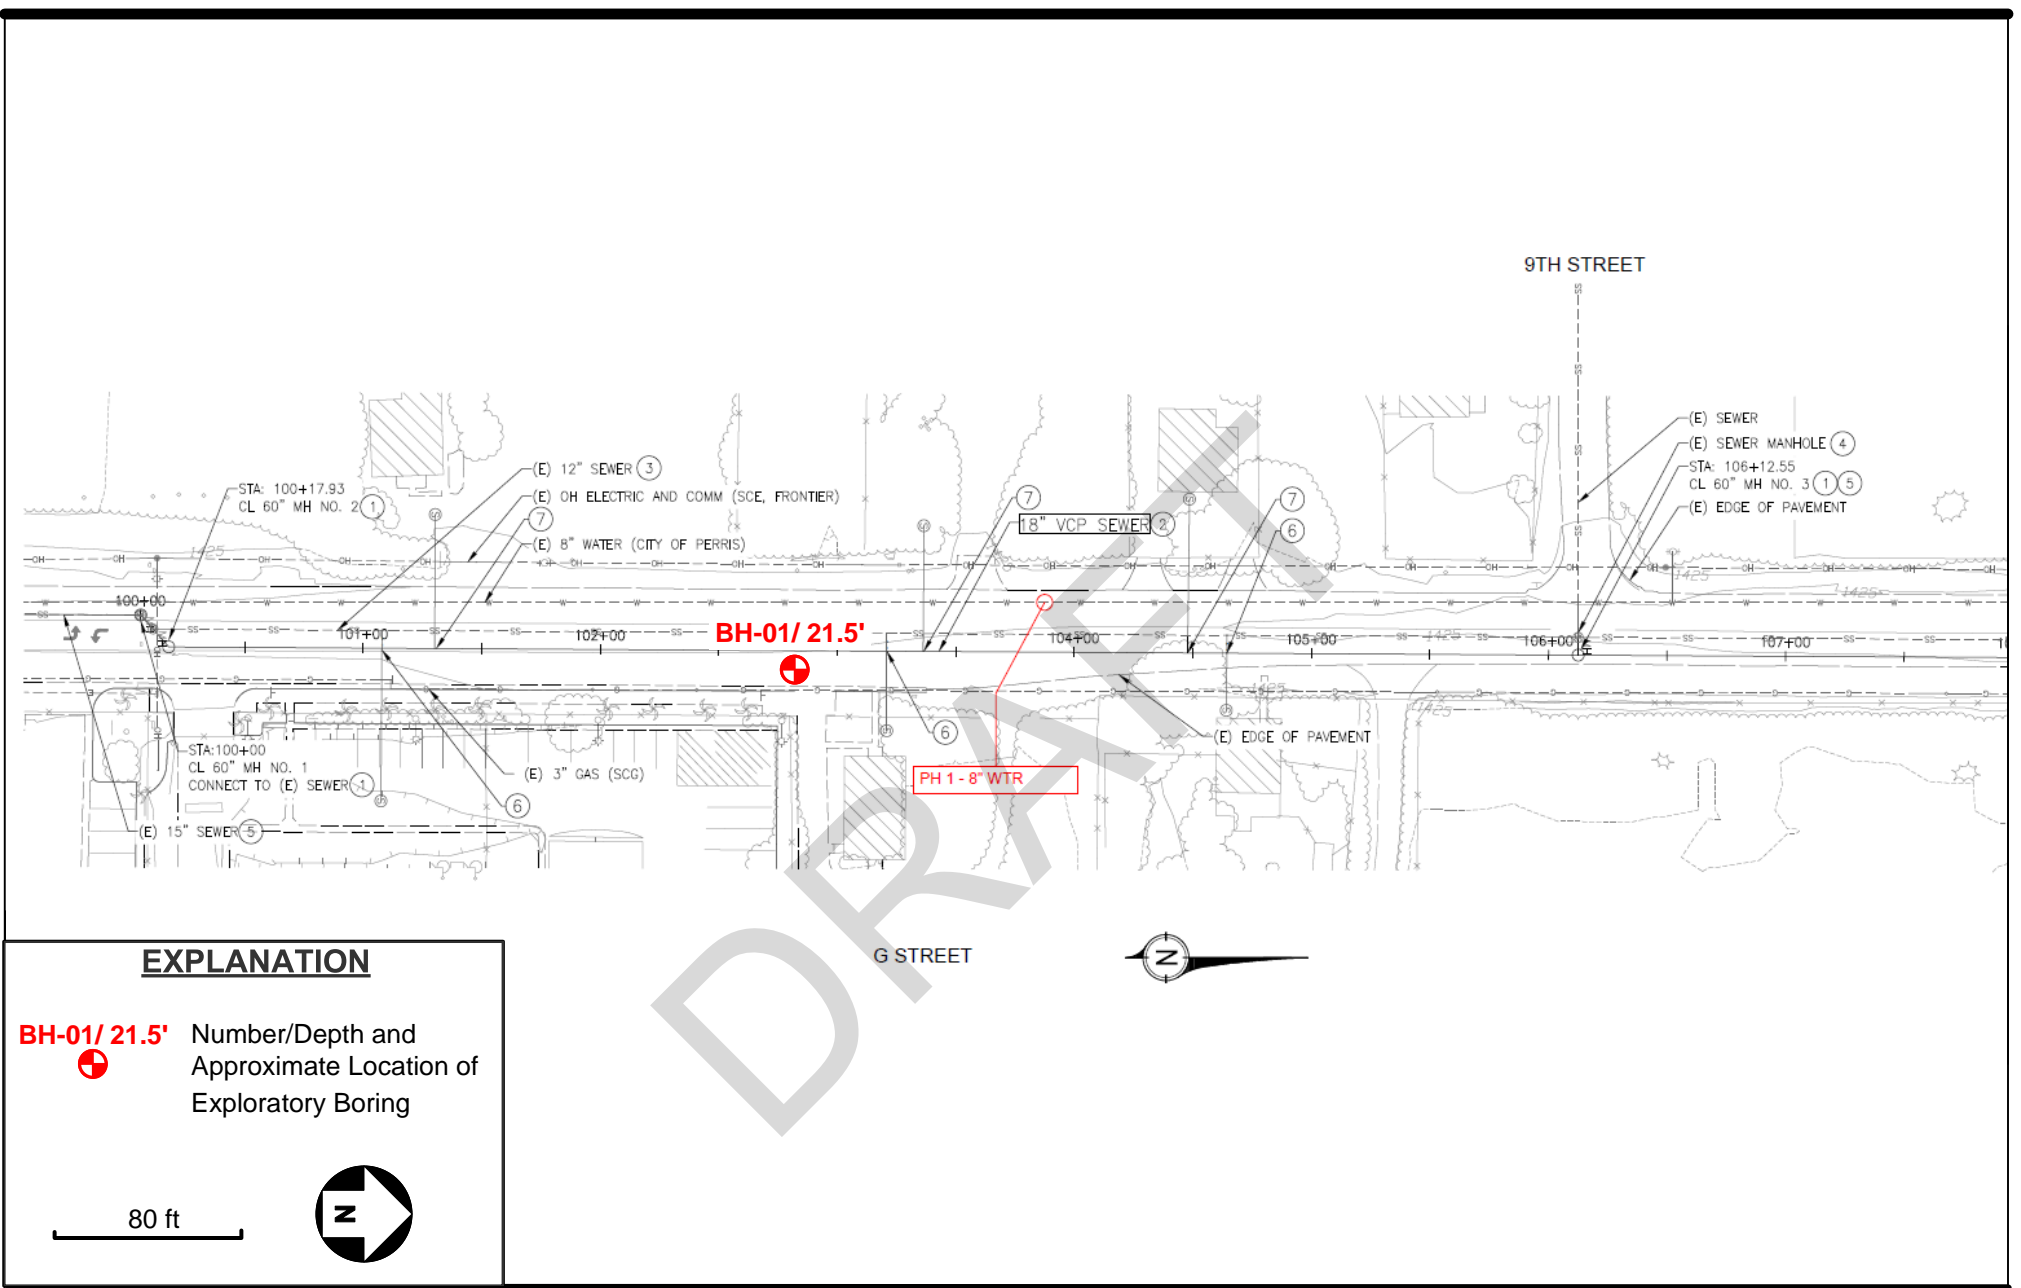 9TH STREET
(E) SEWER
(E) SEWER MANHOLE 4
STA: 106+12.55
CL 60" MH NO. 3 1 5
(E) EDGE OF PAVEMENT
(E) 12" SEWER 3
(E) OH ELECTRIC AND COMM (SCE, FRONTIER)
7
(E) 8" WATER (CITY OF PERRIS)
STA: 100+17.93
CL 60" MH NO. 2 1
7
18" VCP SEWER 2
7
6
1425
1425
1425
1425
1425
1425
100+00
101+00
102+00
104+00
105+00
106+00
107+00
BH-01/ 21.5'
6
(E) EDGE OF PAVEMENT
PH 1 - 8" WTR
STA:100+00
CL 60" MH NO. 1
CONNECT TO (E) SEWER 1
(E) 3" GAS (SCG)
6
(E) 15" SEWER 5
DRAFT
G STREET
N
EXPLANATION
BH-01/ 21.5'
Number/Depth and
Approximate Location of
Exploratory Boring
80 ft
N